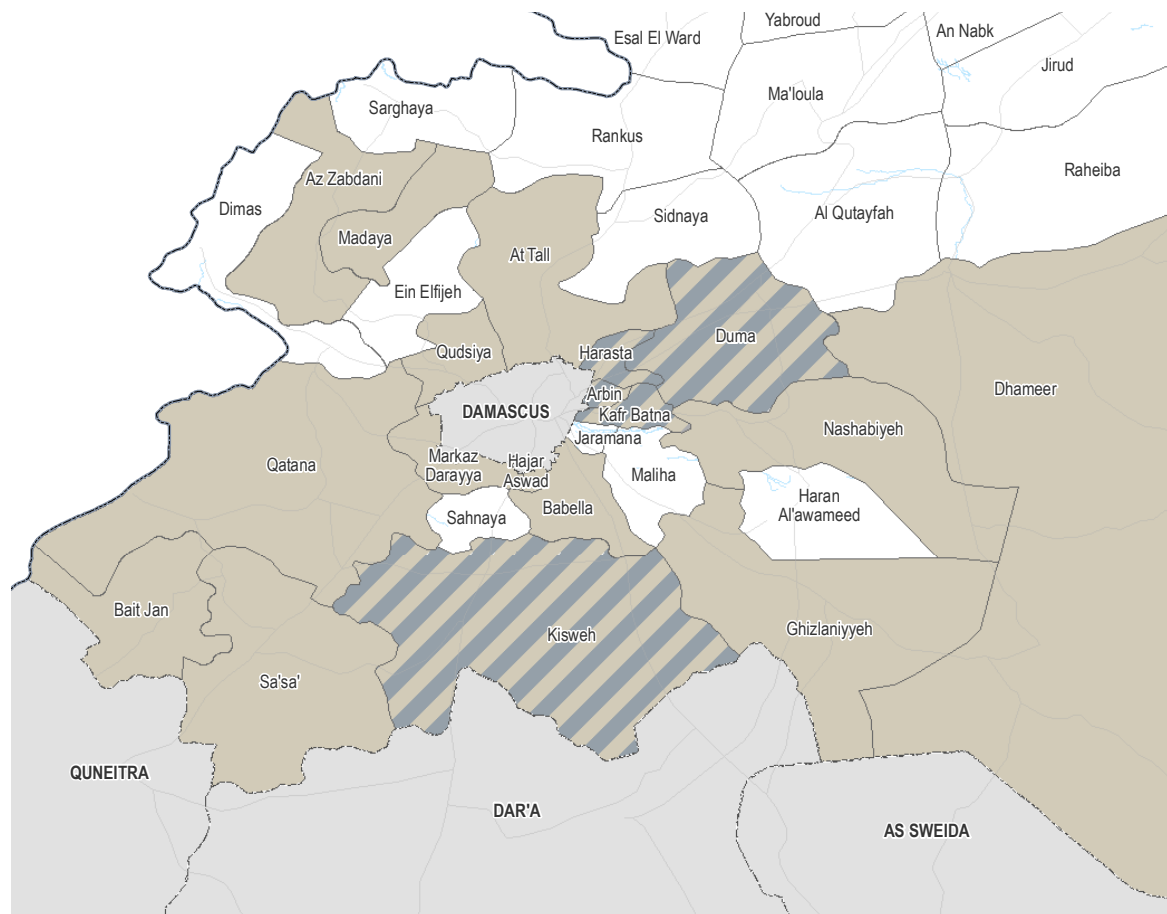 Yabroud
An Nabk
Esal El Ward
Jirud
Ma'loula
Sarghaya
Rankus
Raheiba
Az Zabdani
Dimas
Sidnaya
Al Qutayfah
Madaya
At Tall
Ein Elfijeh
Duma
Qudsiya
Harasta
Dhameer
Arbin
DAMASCUS
Kafr Batna
Nashabiyeh
Jaramana
Qatana
Markaz
Darayya
Hajar
Aswad
Maliha
Haran
Al'awameed
Babella
Sahnaya
Bait Jan
Kisweh
Ghizlaniyyeh
Sa'sa'
QUNEITRA
DAR'A
AS SWEIDA